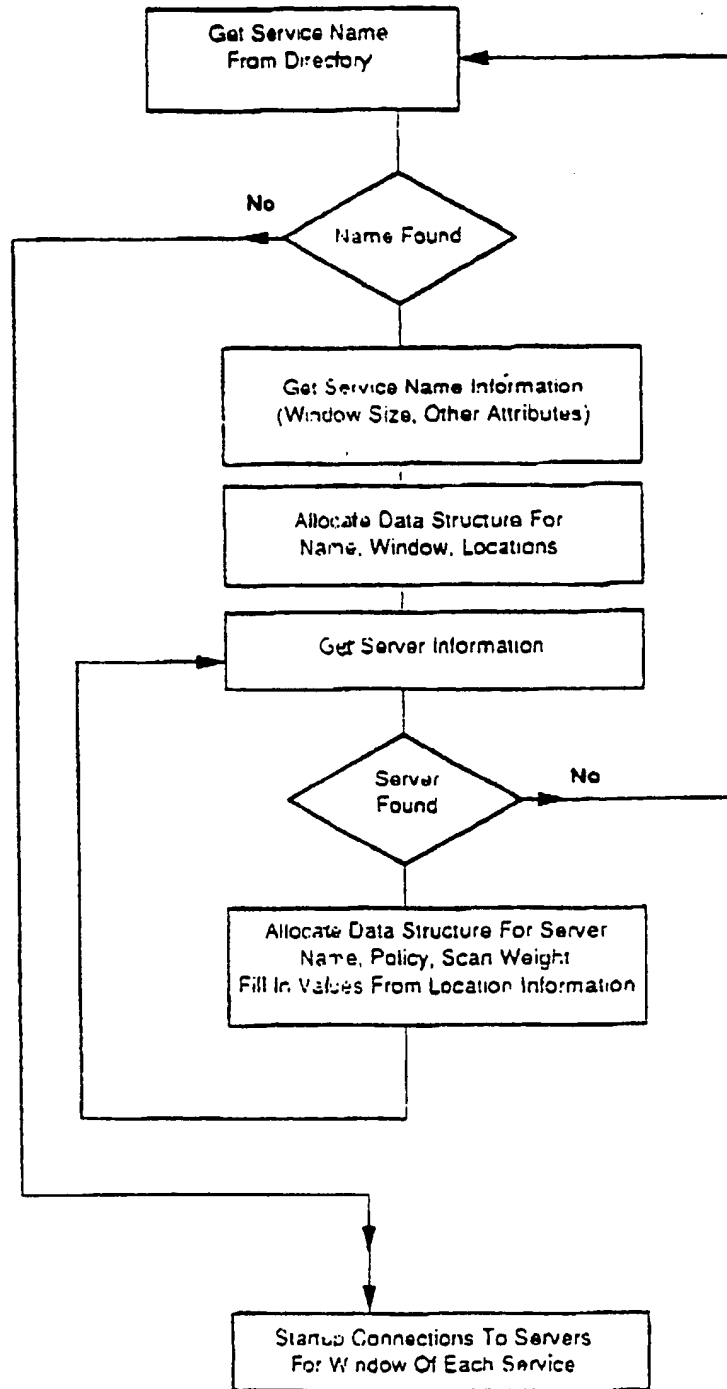 Get Service Name
From Directory
No
Name Found
Get Service Name Information
(Window Size, Other Attributes)
Allocate Data Structure For
Name, Window, Locations
Get Server Information
Server
Found
No
Allocate Data Structure For Server
Name, Policy, Scan Weight
Fill In Values From Location Information
Startup Connections To Servers
For Window Of Each Service